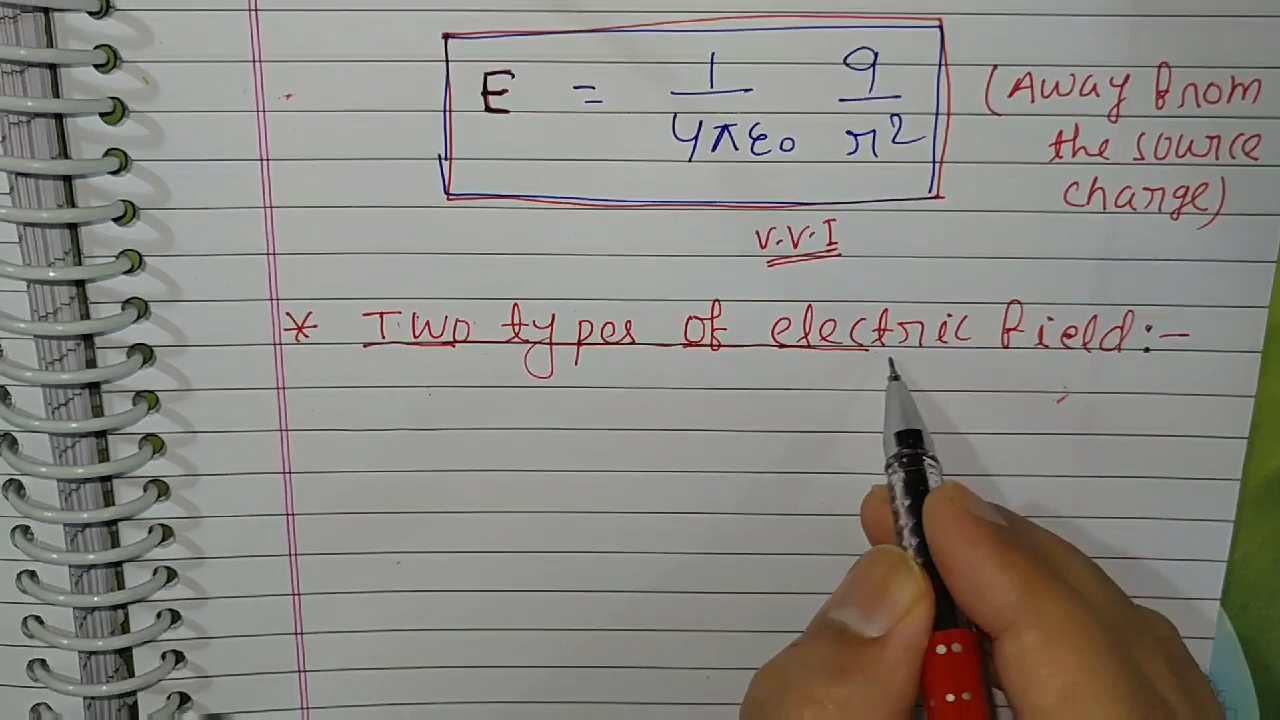 E = 1/4πε₀ q/r² (Away from
the source
charge)
V.V.I
* Two types of electric field:-